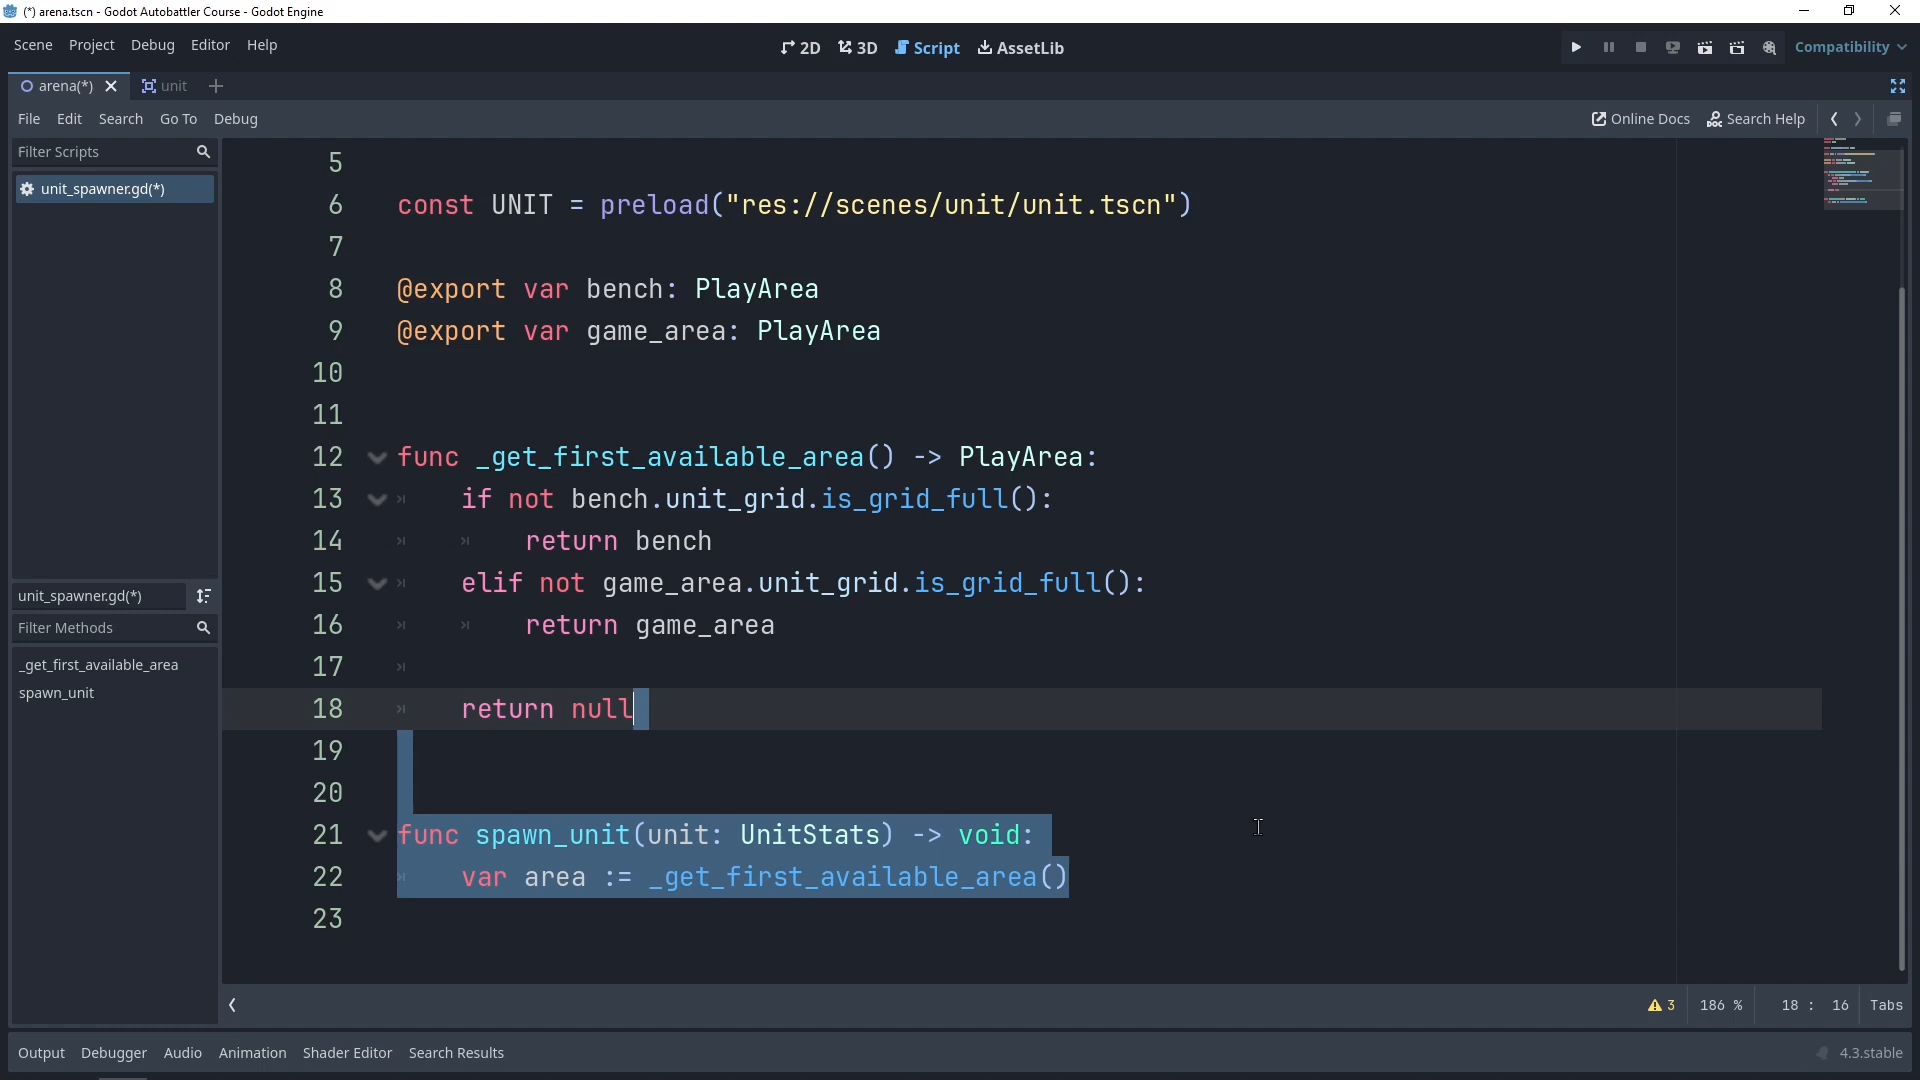 (*) arena.tscn - Godot Autobattler Course - Godot Engine
Scene Project Debug Editor Help
2D 3D Script AssetLib
Compatibility
arena(*) unit
File Edit Search Go To Debug
Online Docs Search Help
Filter Scripts
unit_spawner.gd(*)
unit_spawner.gd(*)
Filter Methods
_get_first_available_area
spawn_unit
5
6 const UNIT = preload("res://scenes/unit/unit.tscn")
7
8 @export var bench: PlayArea
9 @export var game_area: PlayArea
10
11
12 func _get_first_available_area() -> PlayArea:
13 if not bench.unit_grid.is_grid_full():
14 return bench
15 elif not game_area.unit_grid.is_grid_full():
16 return game_area
17
18 return null
19
20
21 func spawn_unit(unit: UnitStats) -> void:
22 var area := _get_first_available_area()
23
3 186 % 18 : 16 Tabs
Output Debugger Audio Animation Shader Editor Search Results
4.3.stable